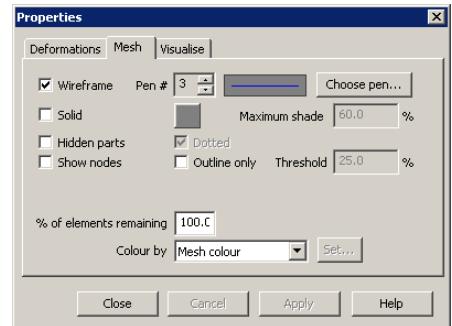 Properties
Deformations Mesh Visualise
Wireframe Pen # 3 Choose pen...
Solid Maximum shade 60.0 %
Hidden parts Dotted
Show nodes Outline only Threshold 25.0 %
% of elements remaining 100.0
Colour by Mesh colour Set...
Close Cancel Apply Help